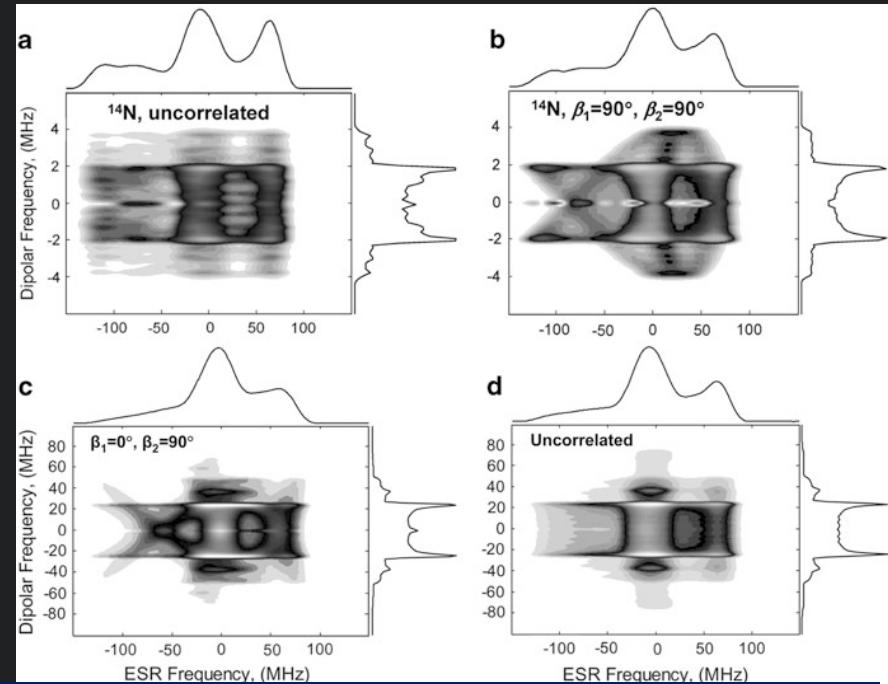 a
¹⁴N, uncorrelated
Dipolar Frequency, (MHz)
4
2
0
-2
-4
-100 -50 0 50 100
b
¹⁴N, β₁=90°, β₂=90°
4
2
0
-2
-4
-100 -50 0 50 100
c
β₁=0°, β₂=90°
Dipolar Frequency, (MHz)
80
60
40
20
0
-20
-40
-60
-80
-100 -50 0 50 100
ESR Frequency, (MHz)
d
Uncorrelated
80
60
40
20
0
-20
-40
-60
-80
-100 -50 0 50 100
ESR Frequency, (MHz)